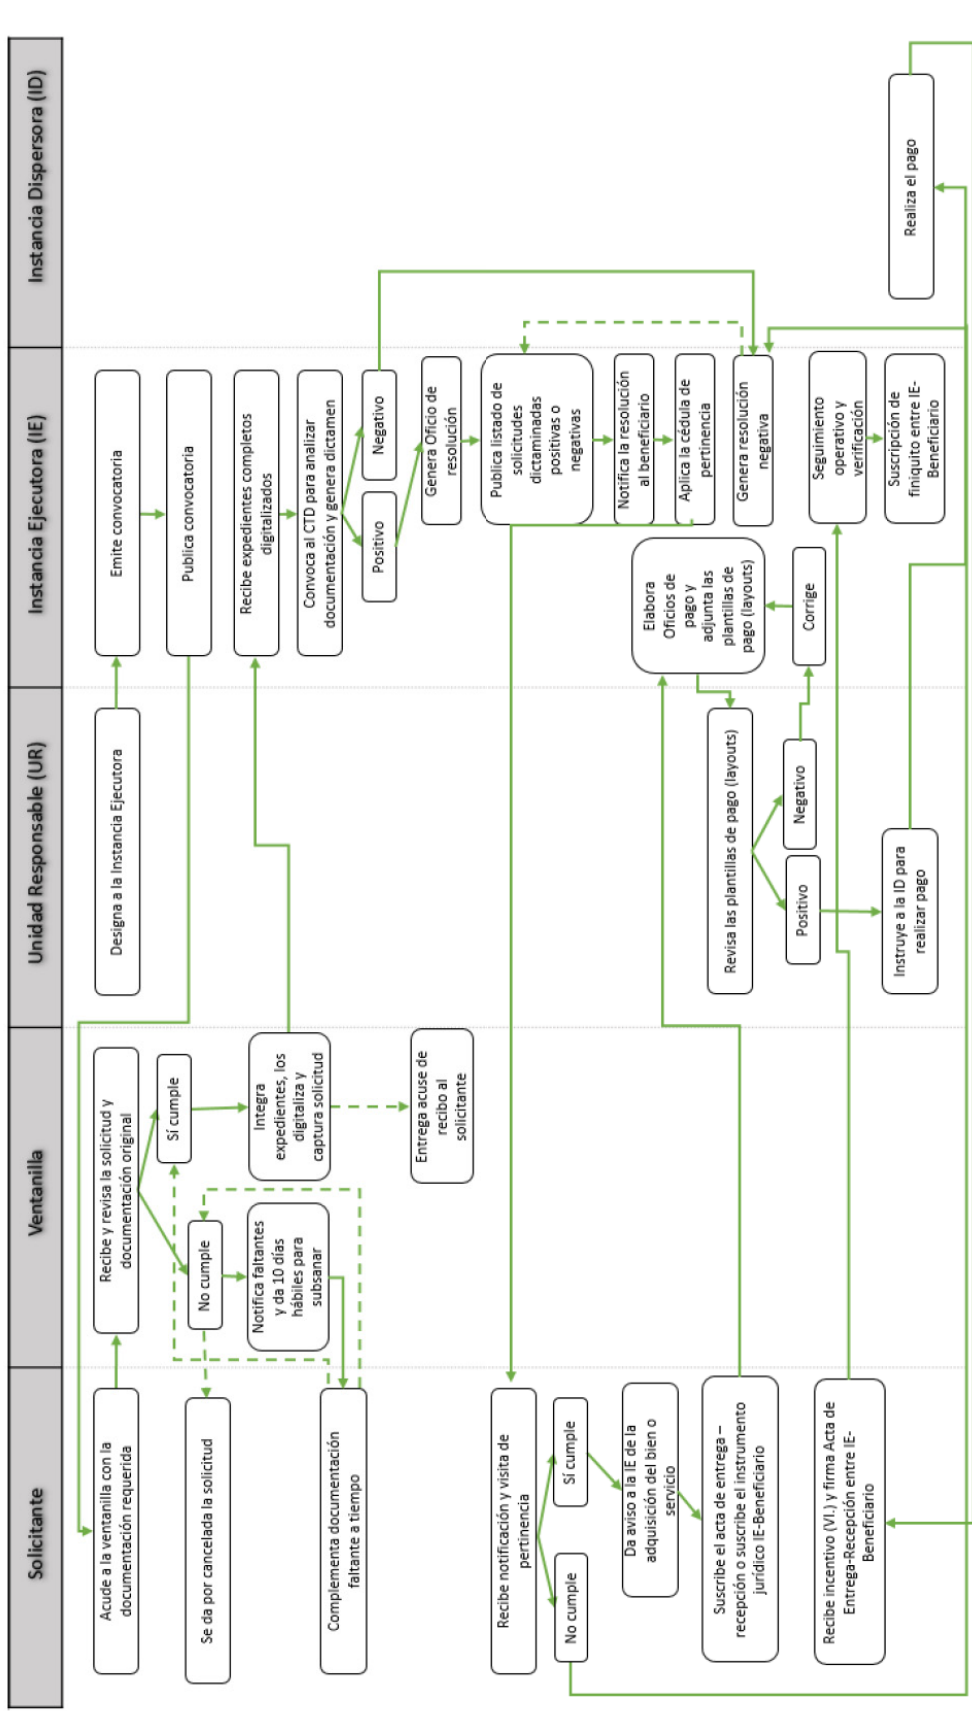 Solicitante
Ventanilla
Unidad Responsable (UR)
Instancia Ejecutora (IE)
Instancia Dispersora (ID)
Designa a la Instancia Ejecutora
Emite convocatoria
Publica convocatoria
Acude a la ventanilla con la
documentación requerida
Recibe y revisa la solicitud y
documentación original
Sí cumple
No cumple
Se da por cancelada la solicitud
Notifica faltantes
y da 10 días
hábiles para
subsanar
Complementa documentación
faltante a tiempo
Integra
expedientes, los
digitaliza y
captura solicitud
Entrega acuse de
recibo al
solicitante
Recibe expedientes completos
digitalizados
Convoca al CTD para analizar
documentación y genera dictamen
Positivo
Negativo
Genera Oficio de
resolución
Publica listado de
solicitudes
dictaminadas
positivas o
negativas
Notifica la resolución
al beneficiario
Aplica la cédula de
pertinencia
Genera resolución
negativa
Recibe notificación y visita de
pertinencia
No cumple
Sí cumple
Da aviso a la IE de la
adquisición del bien o
servicio
Suscribe el acta de entrega –
recepción o suscribe el instrumento
jurídico IE-Beneficiario
Elabora
Oficios de
pago y
adjunta las
plantillas de
pago (layouts)
Revisa las plantillas de pago (layouts)
Positivo
Negativo
Corrige
Instruye a la ID para
realizar pago
Realiza el pago
Recibe incentivo (VI.) y firma Acta de
Entrega-Recepción entre IE-
Beneficiario
Seguimiento
operativo y
verificación
Suscripción de
finiquito entre IE-
Beneficiario